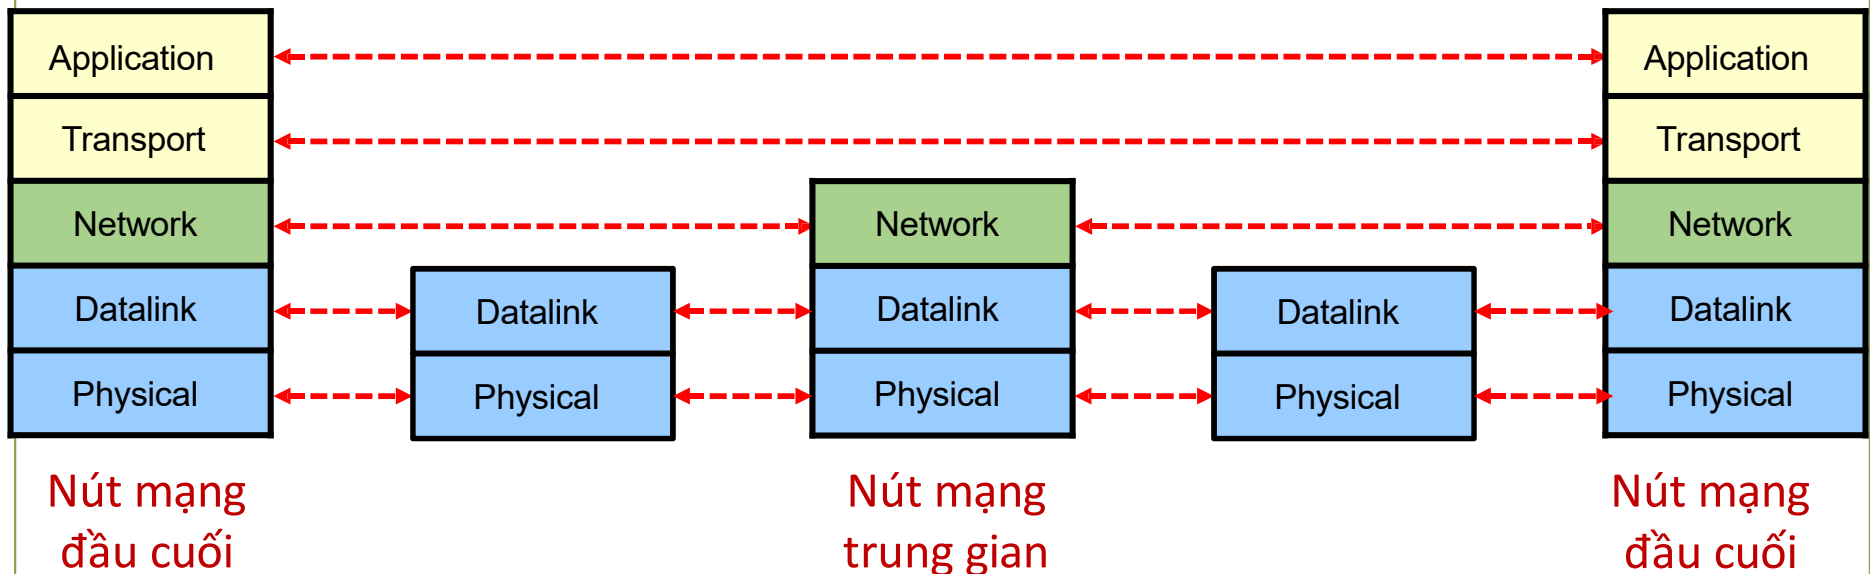 Application
Transport
Network
Datalink
Physical
Nút mạng
đầu cuối
Datalink
Physical
Network
Datalink
Physical
Nút mạng
trung gian
Datalink
Physical
Application
Transport
Network
Datalink
Physical
Nút mạng
đầu cuối